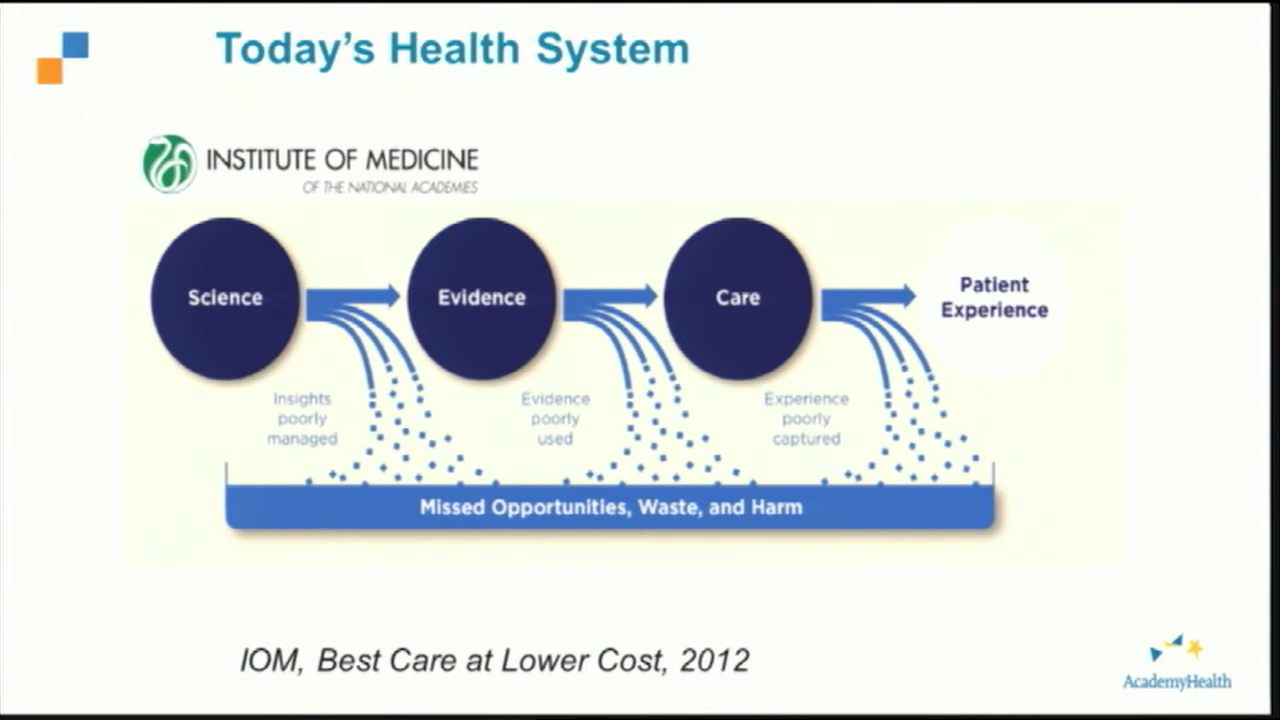 Today's Health System
INSTITUTE OF MEDICINE
OF THE NATIONAL ACADEMIES
Science
Evidence
Care
Patient
Experience
Insights
poorly
managed
Evidence
poorly
used
Experience
poorly
captured
Missed Opportunities, Waste, and Harm
IOM, Best Care at Lower Cost, 2012
AcademyHealth